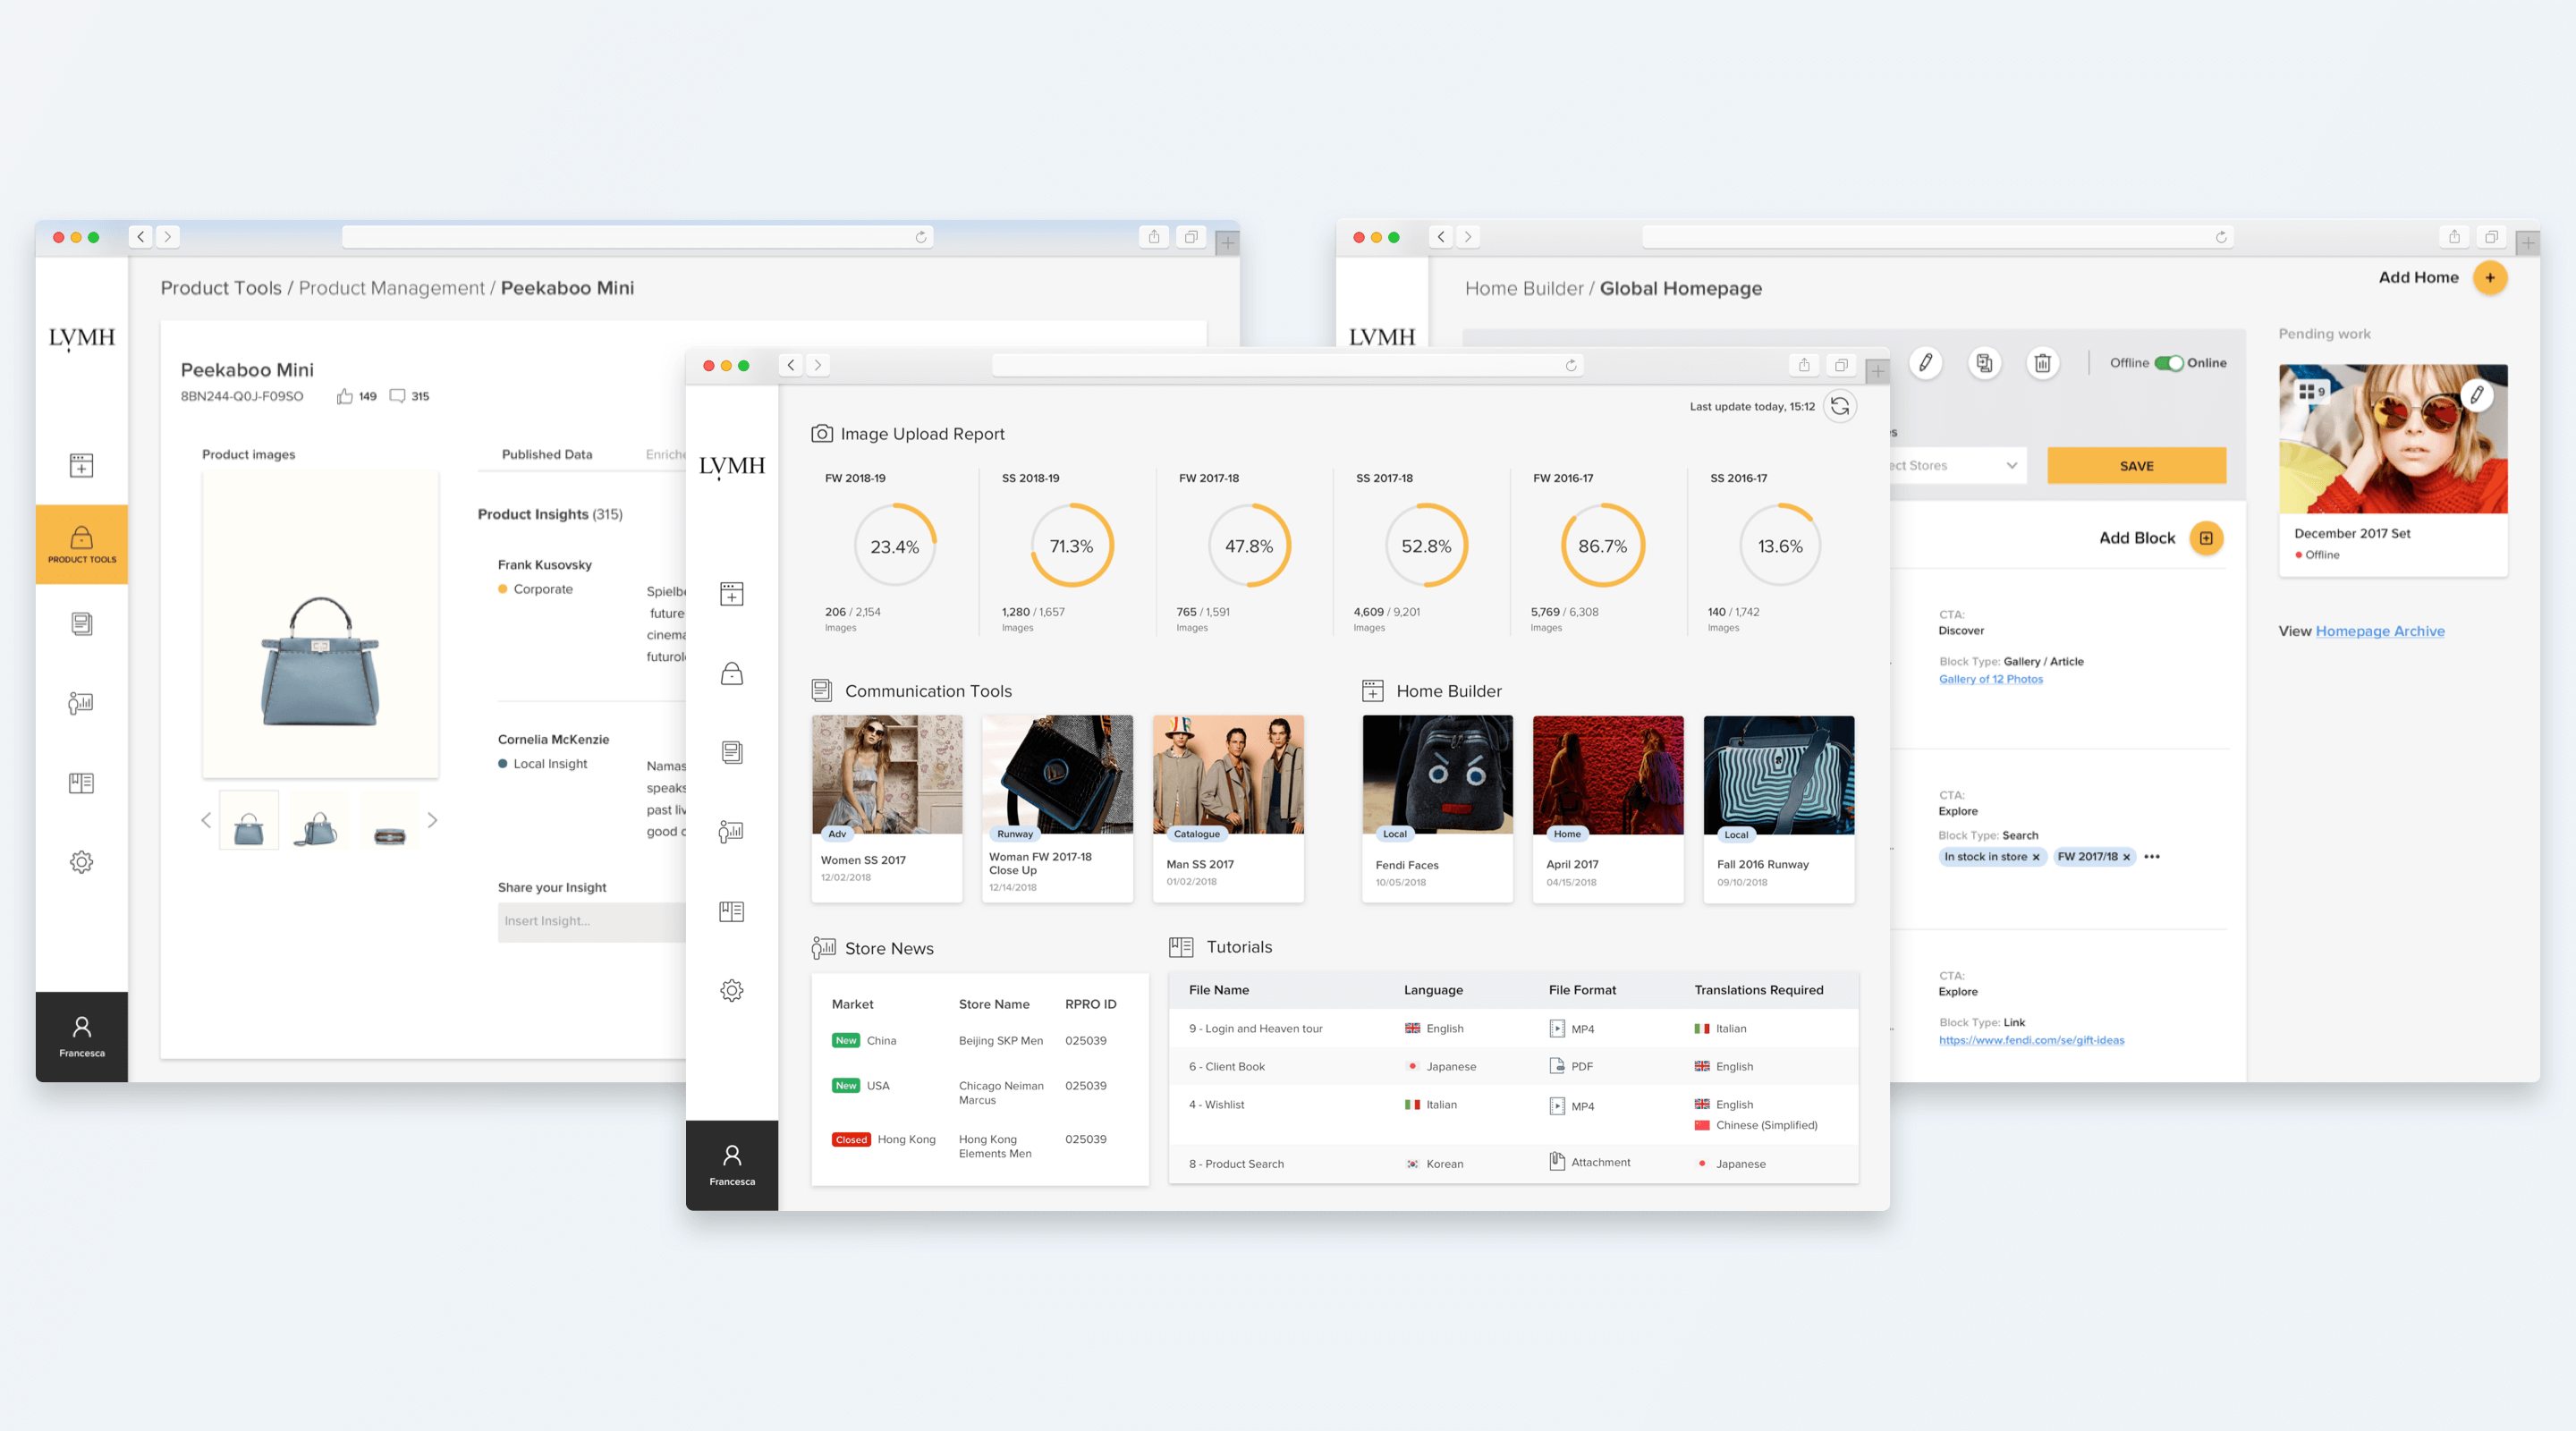 Product Tools / Product Management / Peekaboo Mini
LVMH
Peekaboo Mini
8BN244-Q0J-F09SO 149 315
Product images
Published Data
PRODUCT TOOLS
Product Insights (315)
Frank Kusovsky
Corporate
future
Cornelia McKenzie
Local Insight
speaks
past
good
Share your Insight
Insert Insight...
Francesca
LVMH
Last update today, 15:12
Image Upload Report
FW 2018-19
23.4%
206 / 2,154
Images
SS 2018-19
71.3%
1,280 / 1,657
Images
FW 2017-18
47.8%
765 / 1,591
Images
SS 2017-18
52.8%
4,609 / 9,201
Images
FW 2016-17
86.7%
5,769 / 6,308
Images
SS 2016-17
13.6%
140 / 1,742
Images
Communication Tools
Adv
Women SS 2017
12/02/2018
Runway
Woman FW 2017-18
Close Up
12/14/2018
Catalogue
Man SS 2017
01/02/2018
Home Builder
Local
Fendi Faces
10/05/2018
Home
April 2017
04/15/2018
Local
Fall 2016 Runway
09/10/2018
Store News
Market Store Name RPRO ID
New China Beijing SKP Men 025039
New USA Chicago Neiman 025039
Marcus
Closed Hong Kong Hong Kong 025039
Elements Men
Tutorials
File Name Language File Format Translations Required
9 - Login and Heaven tour English MP4 Italian
6 - Client Book Japanese PDF English
4 - Wishlist Italian MP4 English
Chinese (Simplified)
8 - Product Search Korean Attachment Japanese
Francesca
Home Builder / Global Homepage
Add Home
LVMH
Offline Online
Stores
SAVE
Add Block
CTA:
Discover
Block Type: Gallery / Article
Gallery of 12 Photos
CTA:
Explore
Block Type: Search
In stock in store × FW 2017/18 × •••
CTA:
Explore
Block Type: Link
https://www.fendi.com/se/gift-ideas
Pending work
9
December 2017 Set
Offline
View Homepage Archive